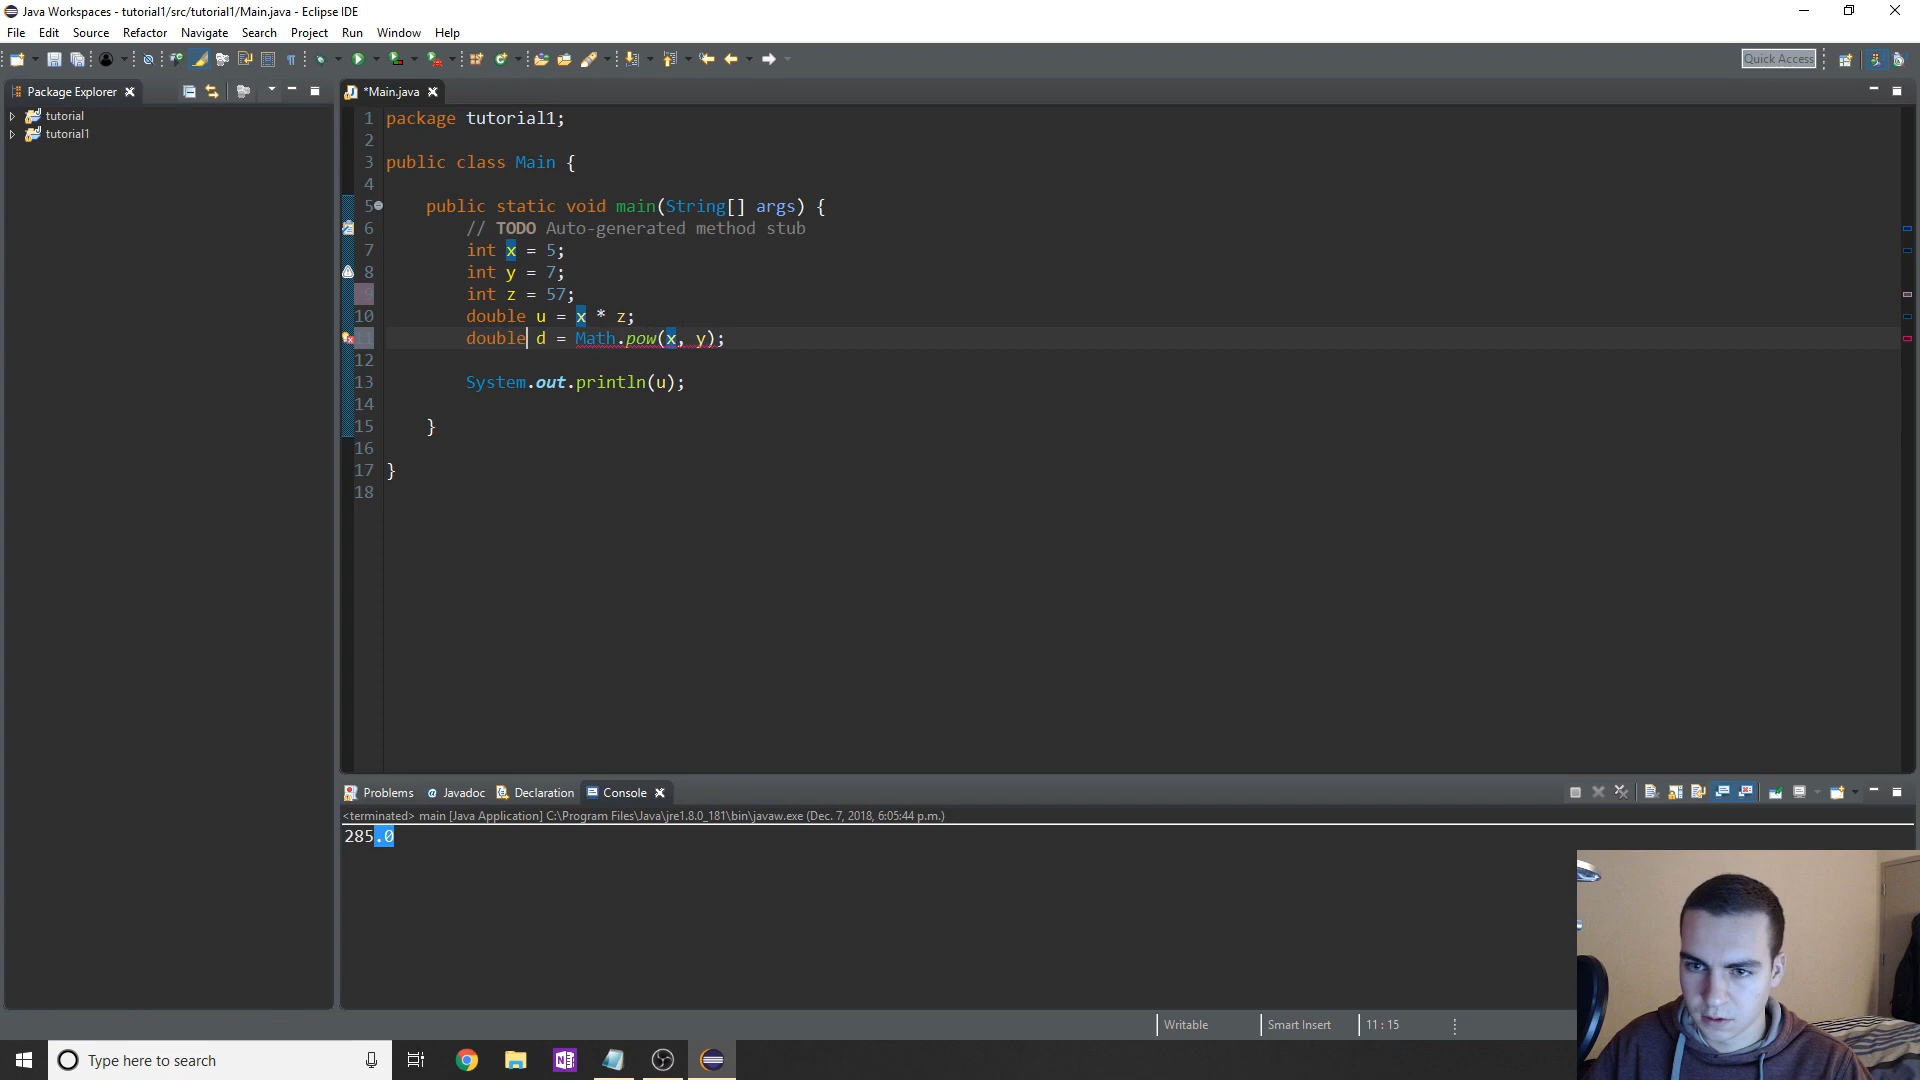 Java Workspaces - tutorial1/src/tutorial1/Main.java - Eclipse IDE
File Edit Source Refactor Navigate Search Project Run Window Help
Quick Access
Package Explorer
*Main.java
tutorial
tutorial1
1 package tutorial1;
2
3 public class Main {
4
5 public static void main(String[] args) {
6 // TODO Auto-generated method stub
7 int x = 5;
8 int y = 7;
9 int z = 57;
10 double u = x * z;
11 double d = Math.pow(x, y);
12
13 System.out.println(u);
14
15 }
16
17 }
18
Problems @ Javadoc Declaration Console
<terminated> main [Java Application] C:\Program Files\Java\jre1.8.0_181\bin\javaw.exe (Dec. 7, 2018, 6:05:44 p.m.)
285.0
Writable Smart Insert 11 : 15
Type here to search